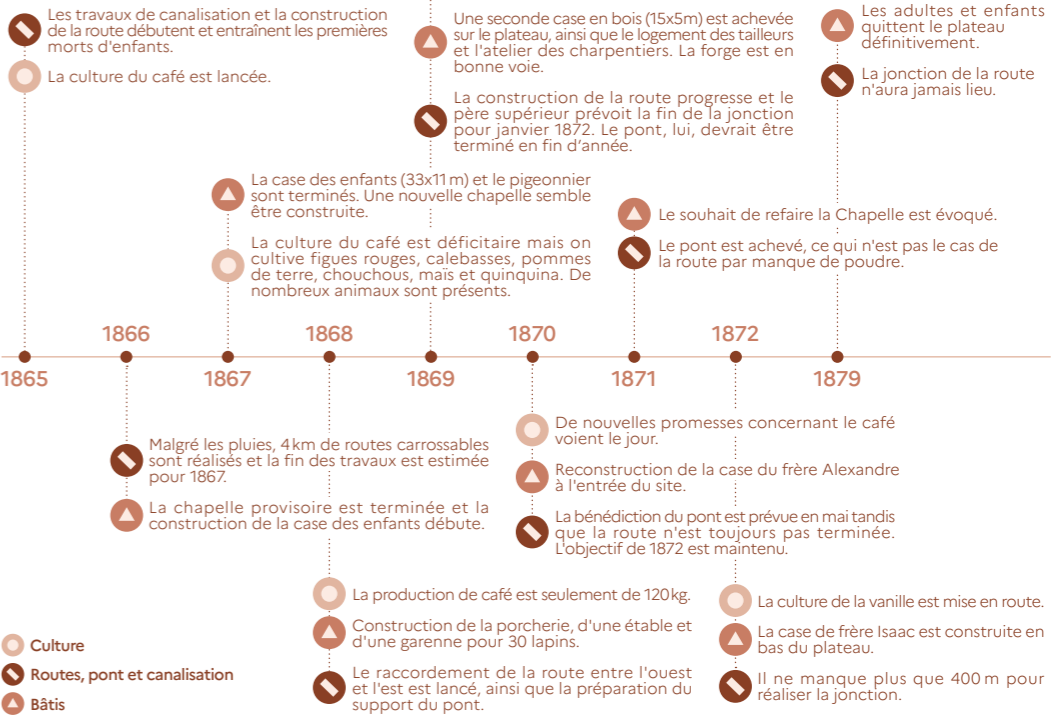 Les travaux de canalisation et la construction
de la route débutent et entraînent les premières
morts d'enfants.
La culture du café est lancée.
Une seconde case en bois (15x5m) est achevée
sur le plateau, ainsi que le logement des tailleurs
et l'atelier des charpentiers. La forge est en
bonne voie.
La construction de la route progresse et le
père supérieur prévoit la fin de la jonction
pour janvier 1872. Le pont, lui, devrait être
terminé en fin d'année.
Les adultes et enfants
quittent le plateau
définitivement.
La jonction de la route
n'aura jamais lieu.
La case des enfants (33x11 m) et le pigeonnier
sont terminés. Une nouvelle chapelle semble
être construite.
La culture du café est déficitaire mais on
cultive figues rouges, calebasses, pommes
de terre, chouchous, maïs et quinquina. De
nombreux animaux sont présents.
Le souhait de refaire la Chapelle est évoqué.
Le pont est achevé, ce qui n'est pas le cas de
la route par manque de poudre.
1866
1868
1870
1872
1865
1867
1869
1871
1879
Malgré les pluies, 4 km de routes carrossables
sont réalisés et la fin des travaux est estimée
pour 1867.
La chapelle provisoire est terminée et la
construction de la case des enfants débute.
De nouvelles promesses concernant le café
voient le jour.
Reconstruction de la case du frère Alexandre
à l'entrée du site.
La bénédiction du pont est prévue en mai tandis
que la route n'est toujours pas terminée.
L'objectif de 1872 est maintenu.
La production de café est seulement de 120 kg.
Construction de la porcherie, d'une étable et
d'une garenne pour 30 lapins.
Le raccordement de la route entre l'ouest
et l'est est lancé, ainsi que la préparation du
support du pont.
La culture de la vanille est mise en route.
La case de frère Isaac est construite en
bas du plateau.
Il ne manque plus que 400 m pour
réaliser la jonction.
Culture
Routes, pont et canalisation
Bâtis